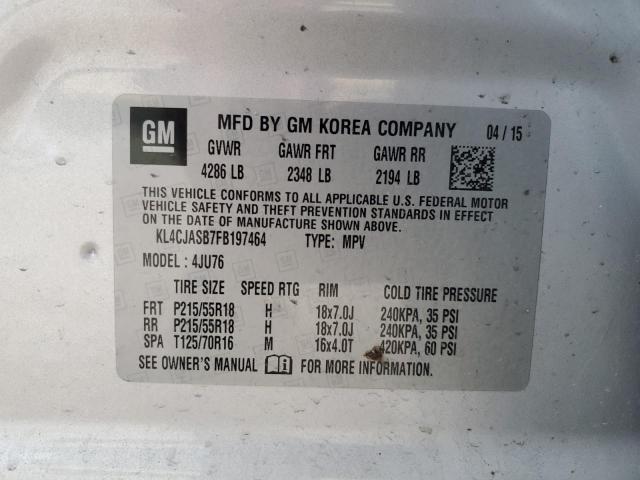 GM MFD BY GM KOREA COMPANY 04 / 15
GVWR GAWR FRT GAWR RR
4286 LB 2348 LB 2194 LB
THIS VEHICLE CONFORMS TO ALL APPLICABLE U.S. FEDERAL MOTOR
VEHICLE SAFETY AND THEFT PREVENTION STANDARDS IN EFFECT
ON THE DATE OF MANUFACTURE SHOWN ABOVE.
KL4CJASB7FB197464 TYPE: MPV
MODEL: 4JU76
TIRE SIZE SPEED RTG RIM COLD TIRE PRESSURE
FRT P215/55R18 H 18x7.0J 240KPA, 35 PSI
RR P215/55R18 H 18x7.0J 240KPA, 35 PSI
SPA T125/70R16 M 16x4.0T 420KPA, 60 PSI
SEE OWNER'S MANUAL FOR MORE INFORMATION.